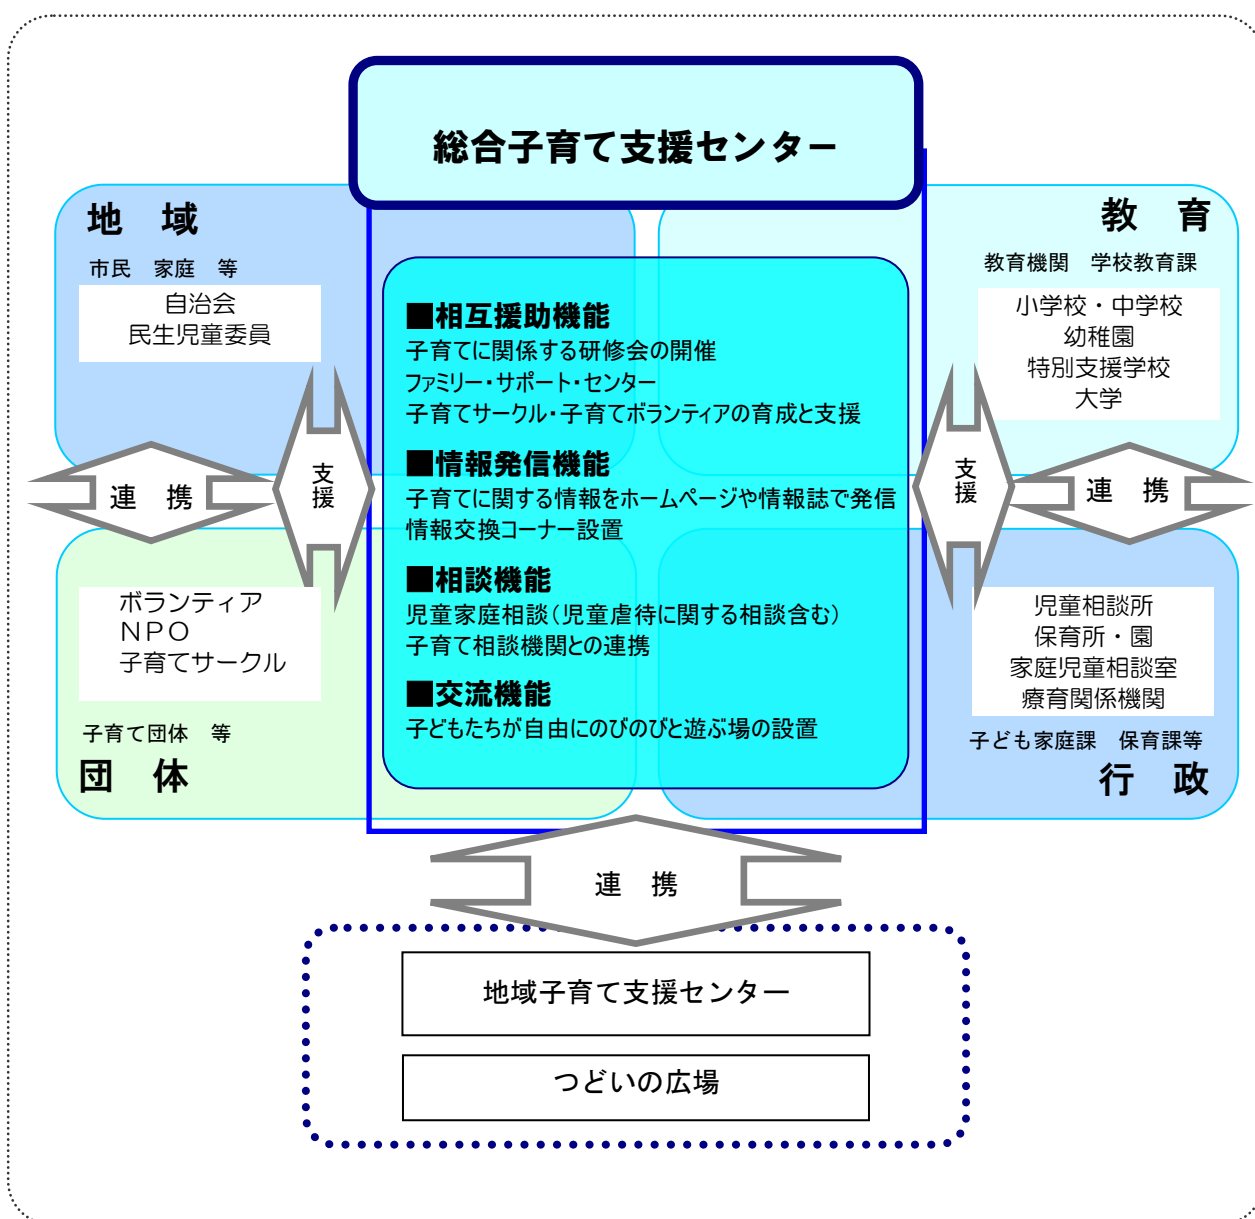 総合子育て支援センター
地　域
市民　家庭　等
自治会
民生児童委員
教　育
教育機関　学校教育課
小学校・中学校
幼稚園
特別支援学校
大学
■相互援助機能
子育てに関係する研修会の開催
ファミリー・サポート・センター
子育てサークル・子育てボランティアの育成と支援
■情報発信機能
子育てに関する情報をホームページや情報誌で発信
情報交換コーナー設置
■相談機能
児童家庭相談（児童虐待に関する相談含む）
子育て相談機関との連携
■交流機能
子どもたちが自由にのびのびと遊ぶ場の設置
連　携
支援
支援
連　携
ボランティア
ＮＰＯ
子育てサークル
子育て団体　等
団　体
児童相談所
保育所・園
家庭児童相談室
療育関係機関
子ども家庭課　保育課等
行　政
連　携
地域子育て支援センター
つどいの広場